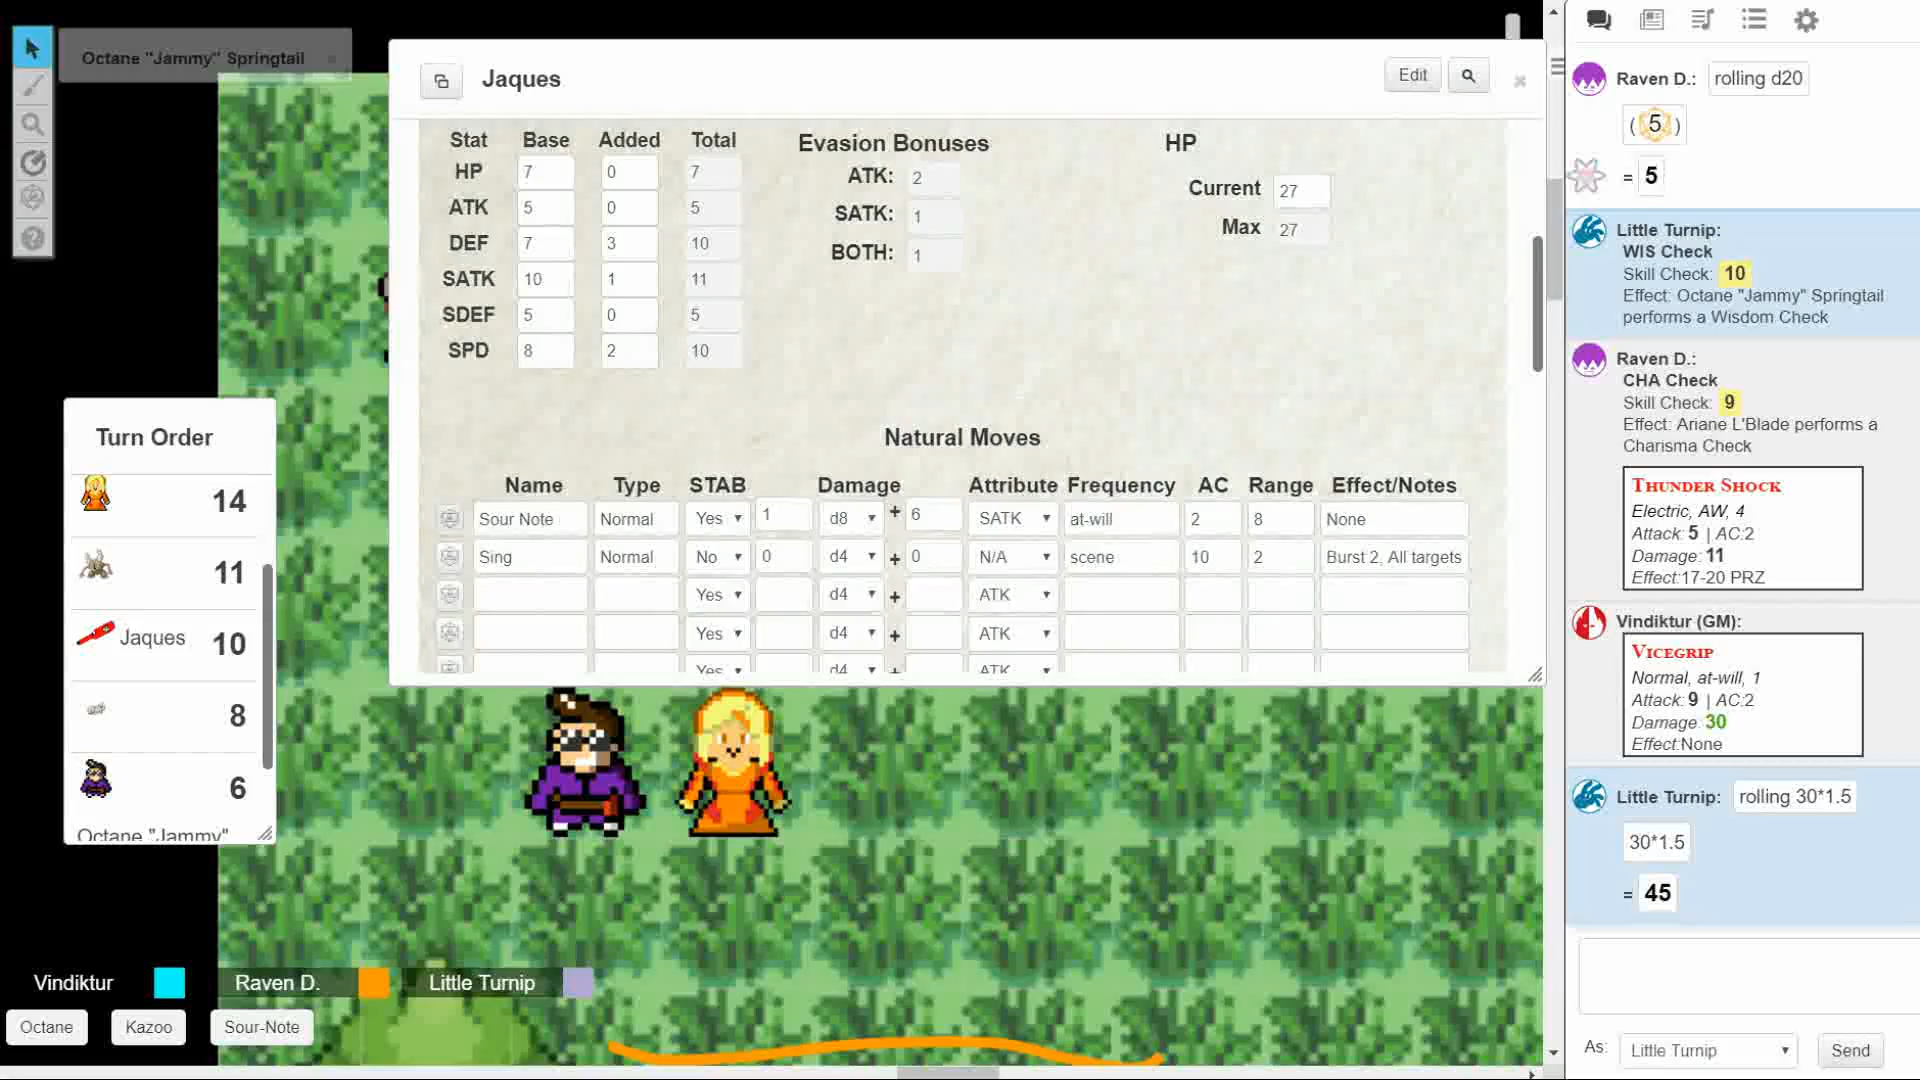 Octane "Jammy" Springtail
Jaques
Edit
Stat Base Added Total
HP 7 0 7
ATK 5 0 5
DEF 7 3 10
SATK 10 1 11
SDEF 5 0 5
SPD 8 2 10
Evasion Bonuses
ATK: 2
SATK: 1
BOTH: 1
HP
Current 27
Max 27
Natural Moves
Name Type STAB Damage Attribute Frequency AC Range Effect/Notes
Sour Note Normal Yes 1 d8 + 6 SATK at-will 2 8 None
Sing Normal No 0 d4 + 0 N/A scene 10 2 Burst 2, All targets
Yes d4 + ATK
Yes d4 + ATK
Yes d4 + ATK
Turn Order
14
11
Jaques 10
8
6
Octane "Jammy"
Vindiktur
Raven D.
Little Turnip
Octane
Kazoo
Sour-Note
Raven D.: rolling d20
(5)
= 5
Little Turnip:
WIS Check
Skill Check: 10
Effect: Octane "Jammy" Springtail
performs a Wisdom Check
Raven D.:
CHA Check
Skill Check: 9
Effect: Ariane L'Blade performs a
Charisma Check
THUNDER SHOCK
Electric, AW, 4
Attack: 5 | AC:2
Damage: 11
Effect:17-20 PRZ
Vindiktur (GM):
VICEGRIP
Normal, at-will, 1
Attack: 9 | AC:2
Damage: 30
Effect:None
Little Turnip: rolling 30*1.5
30*1.5
= 45
As: Little Turnip
Send